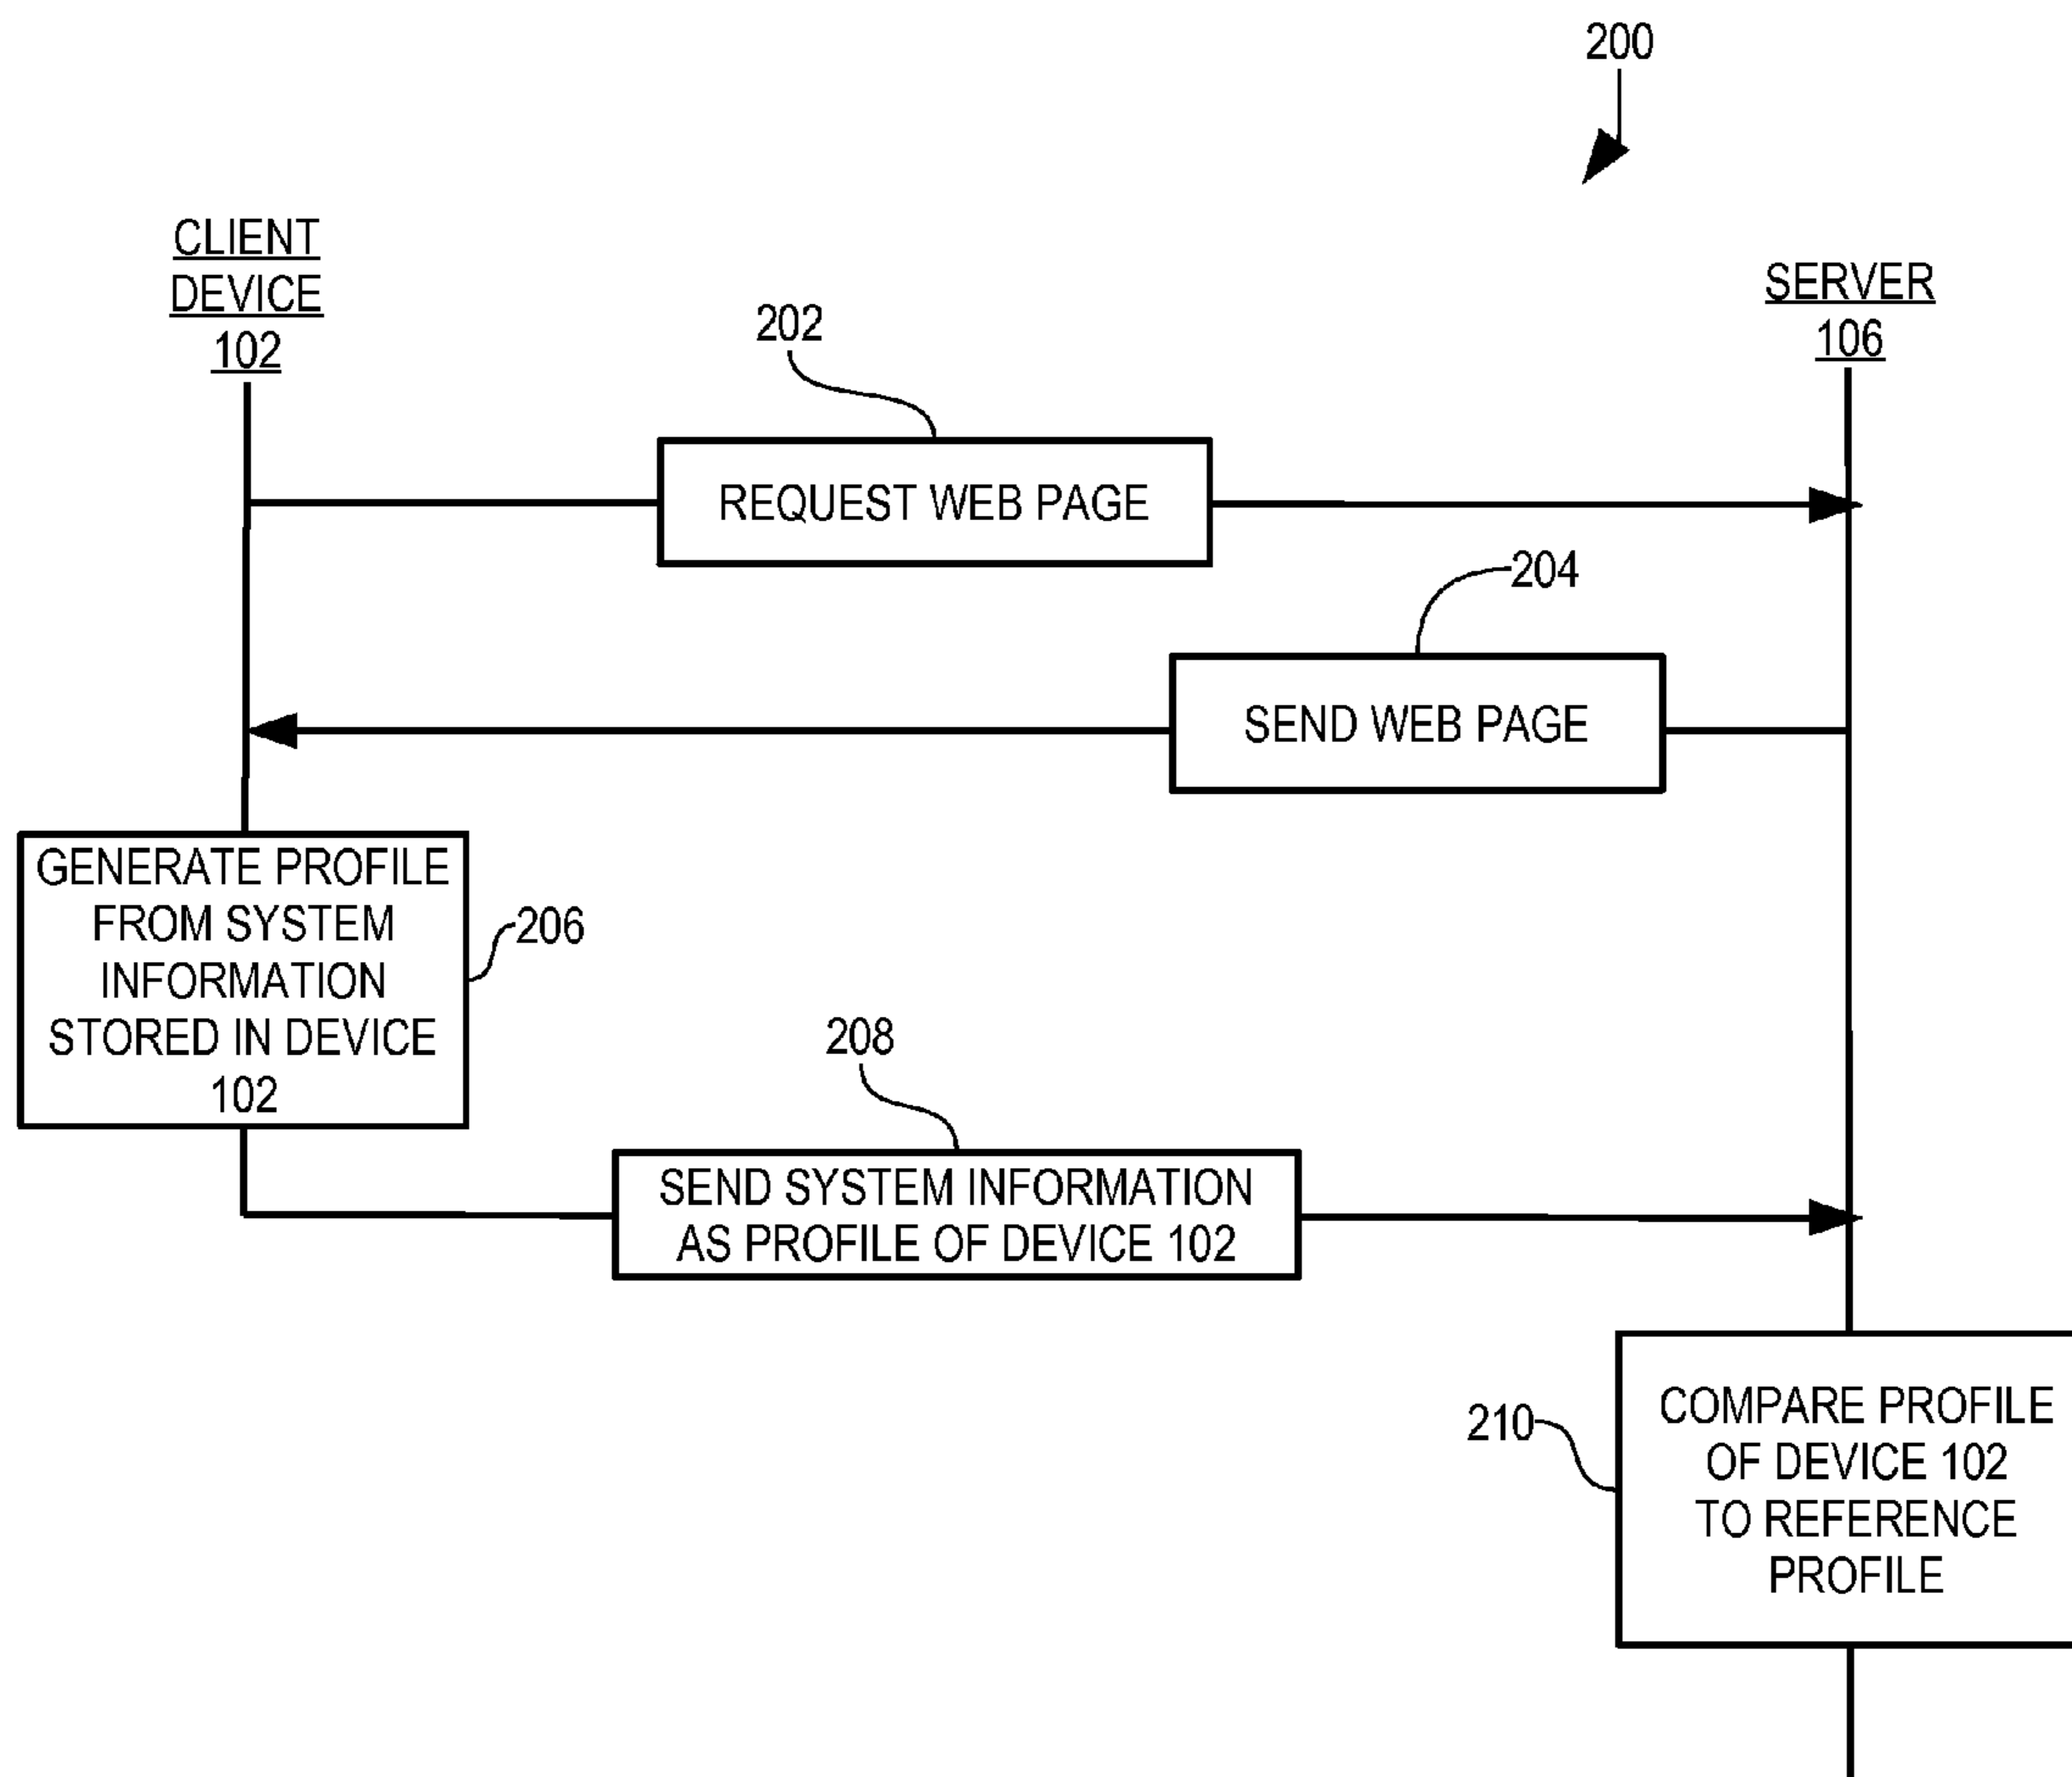 200
CLIENT
DEVICE
102
SERVER
106
202
REQUEST WEB PAGE
204
SEND WEB PAGE
GENERATE PROFILE
FROM SYSTEM
INFORMATION
STORED IN DEVICE
102
206
208
SEND SYSTEM INFORMATION
AS PROFILE OF DEVICE 102
210
COMPARE PROFILE
OF DEVICE 102
TO REFERENCE
PROFILE